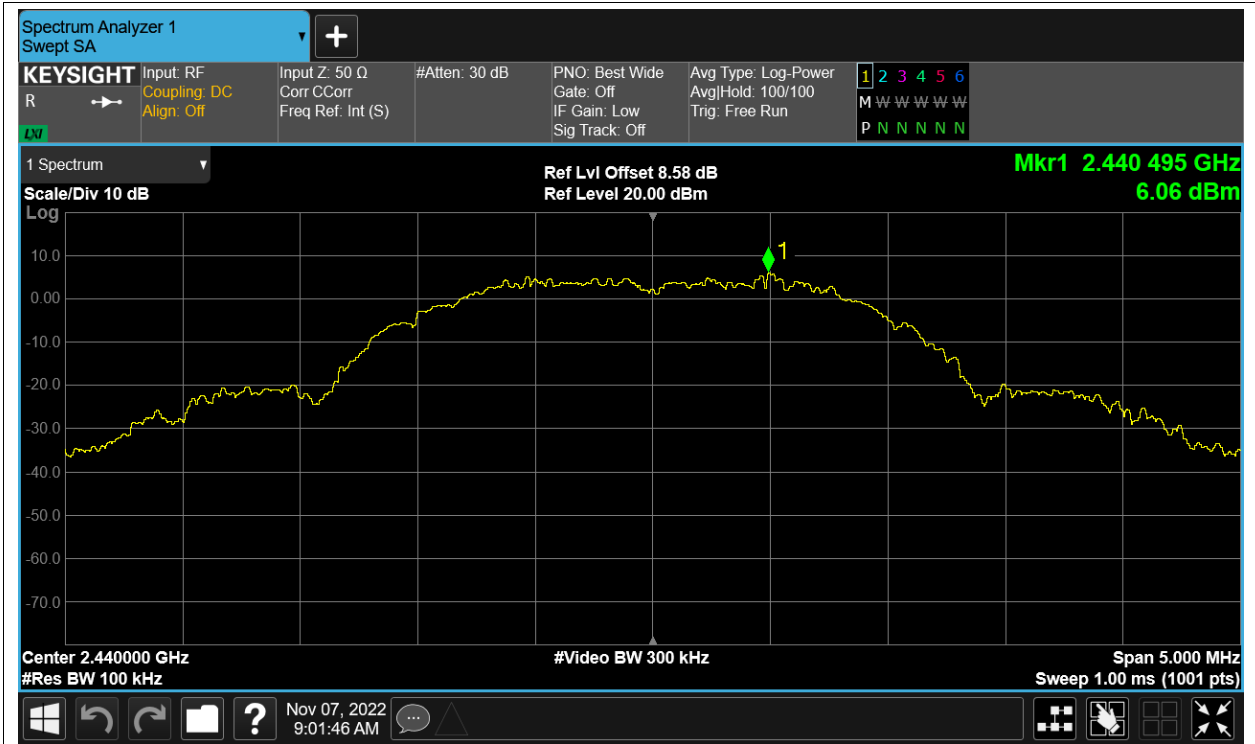 Spectrum Analyzer 1
Swept SA
KEYSIGHT
R
LXI
Input: RF
Coupling: DC
Align: Off
Input Z: 50 Ω
Corr CCorr
Freq Ref: Int (S)
#Atten: 30 dB
PNO: Best Wide
Gate: Off
IF Gain: Low
Sig Track: Off
Avg Type: Log-Power
Avg|Hold: 100/100
Trig: Free Run
1 2 3 4 5 6
M W W W W W
P N N N N N
1 Spectrum
Scale/Div 10 dB
Log
Ref Lvl Offset 8.58 dB
Ref Level 20.00 dBm
Mkr1 2.440 495 GHz
6.06 dBm
1
10.0
0.00
-10.0
-20.0
-30.0
-40.0
-50.0
-60.0
-70.0
Center 2.440000 GHz
#Res BW 100 kHz
#Video BW 300 kHz
Span 5.000 MHz
Sweep 1.00 ms (1001 pts)
?
Nov 07, 2022
9:01:46 AM